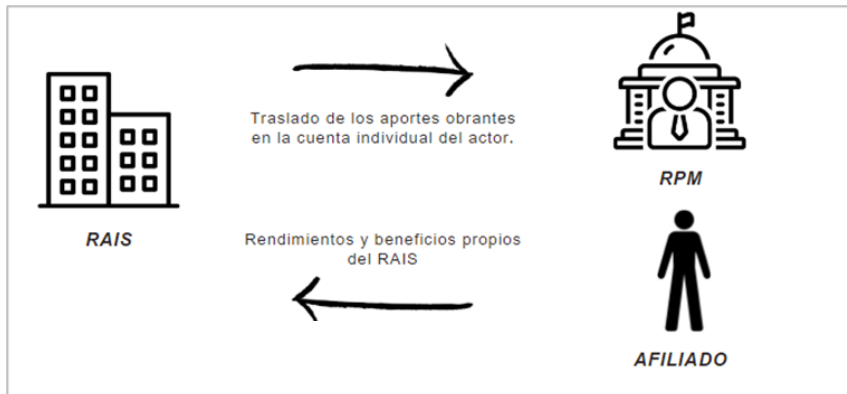 Traslado de los aportes obrantes
en la cuenta individual del actor.
RPM
RAIS
Rendimientos y beneficios propios
del RAIS
AFILIADO